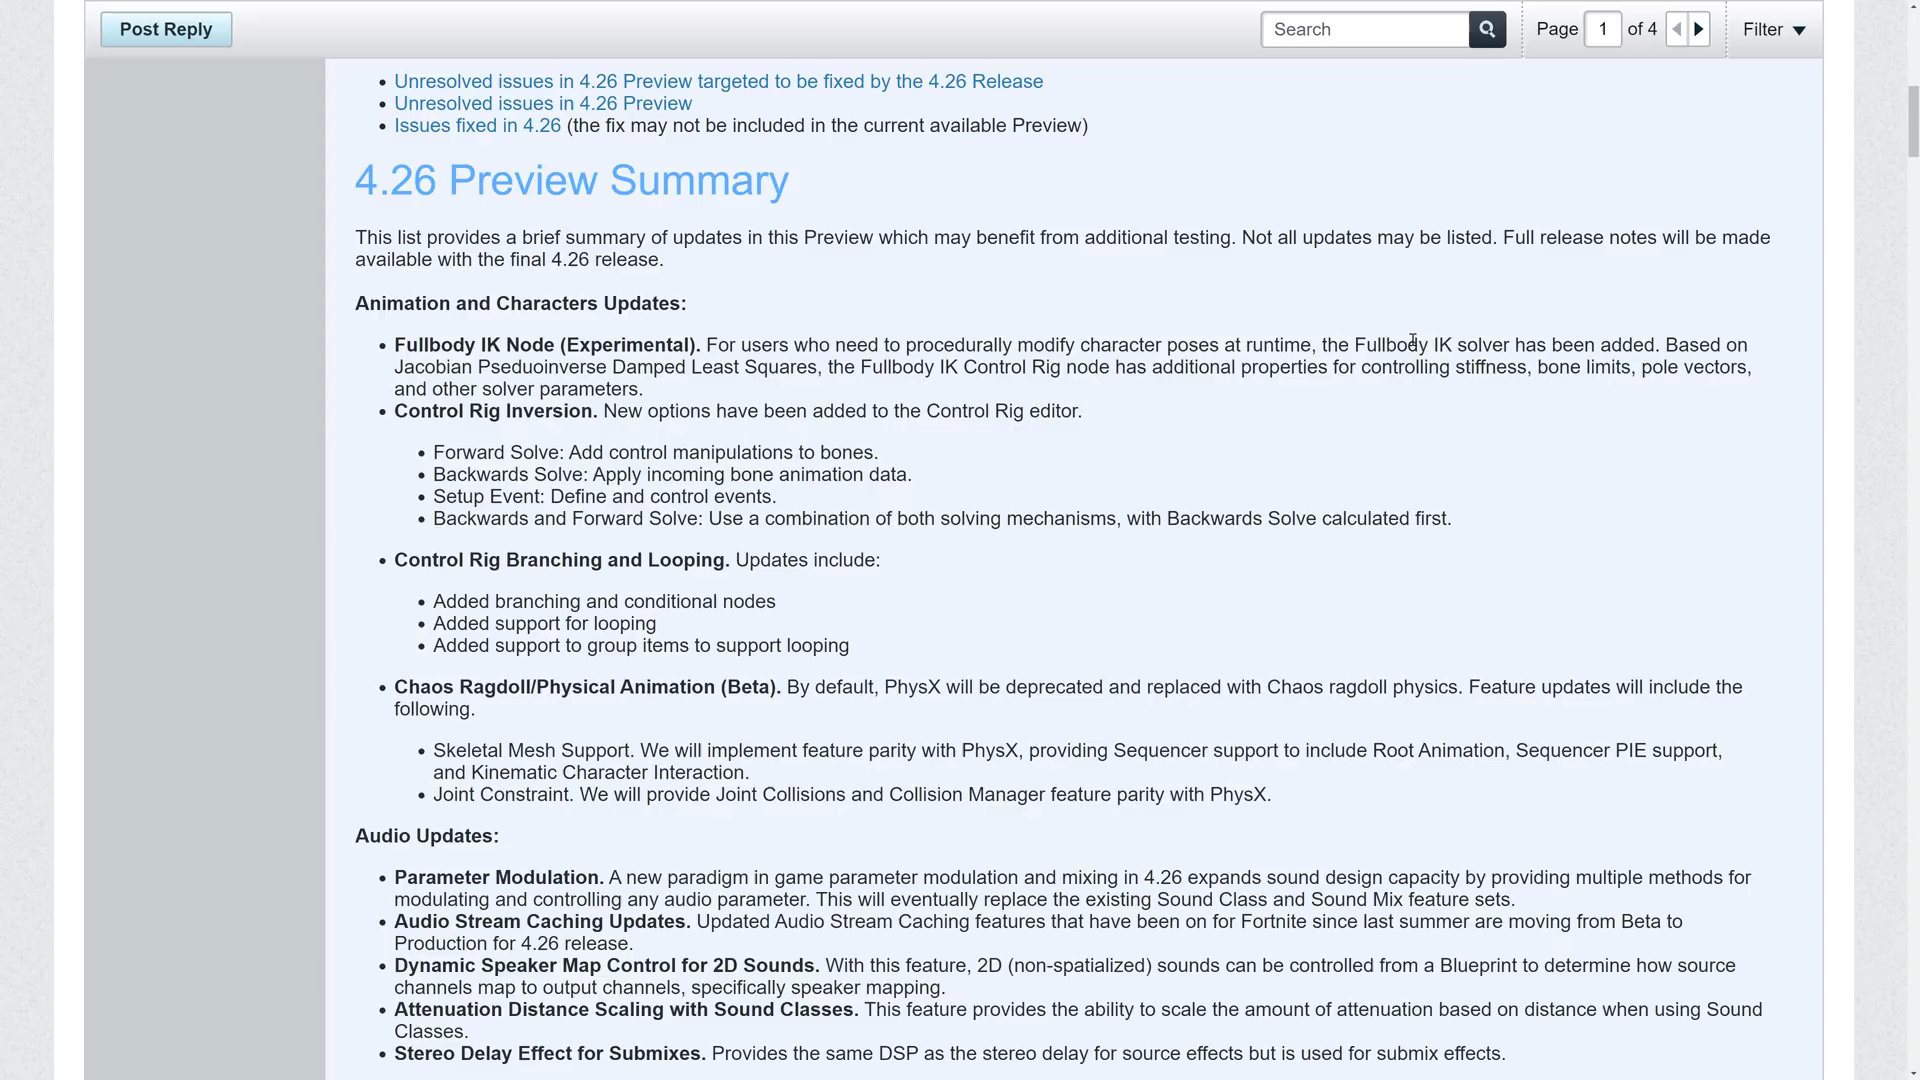 Post Reply
Search
Page 1 of 4
Filter
Unresolved issues in 4.26 Preview targeted to be fixed by the 4.26 Release
Unresolved issues in 4.26 Preview
Issues fixed in 4.26 (the fix may not be included in the current available Preview)
4.26 Preview Summary
This list provides a brief summary of updates in this Preview which may benefit from additional testing. Not all updates may be listed. Full release notes will be made
available with the final 4.26 release.
Animation and Characters Updates:
Fullbody IK Node (Experimental). For users who need to procedurally modify character poses at runtime, the Fullbody IK solver has been added. Based on
Jacobian Pseduoinverse Damped Least Squares, the Fullbody IK Control Rig node has additional properties for controlling stiffness, bone limits, pole vectors,
and other solver parameters.
Control Rig Inversion. New options have been added to the Control Rig editor.
Forward Solve: Add control manipulations to bones.
Backwards Solve: Apply incoming bone animation data.
Setup Event: Define and control events.
Backwards and Forward Solve: Use a combination of both solving mechanisms, with Backwards Solve calculated first.
Control Rig Branching and Looping. Updates include:
Added branching and conditional nodes
Added support for looping
Added support to group items to support looping
Chaos Ragdoll/Physical Animation (Beta). By default, PhysX will be deprecated and replaced with Chaos ragdoll physics. Feature updates will include the
following.
Skeletal Mesh Support. We will implement feature parity with PhysX, providing Sequencer support to include Root Animation, Sequencer PIE support,
and Kinematic Character Interaction.
Joint Constraint. We will provide Joint Collisions and Collision Manager feature parity with PhysX.
Audio Updates:
Parameter Modulation. A new paradigm in game parameter modulation and mixing in 4.26 expands sound design capacity by providing multiple methods for
modulating and controlling any audio parameter. This will eventually replace the existing Sound Class and Sound Mix feature sets.
Audio Stream Caching Updates. Updated Audio Stream Caching features that have been on for Fortnite since last summer are moving from Beta to
Production for 4.26 release.
Dynamic Speaker Map Control for 2D Sounds. With this feature, 2D (non-spatialized) sounds can be controlled from a Blueprint to determine how source
channels map to output channels, specifically speaker mapping.
Attenuation Distance Scaling with Sound Classes. This feature provides the ability to scale the amount of attenuation based on distance when using Sound
Classes.
Stereo Delay Effect for Submixes. Provides the same DSP as the stereo delay for source effects but is used for submix effects.